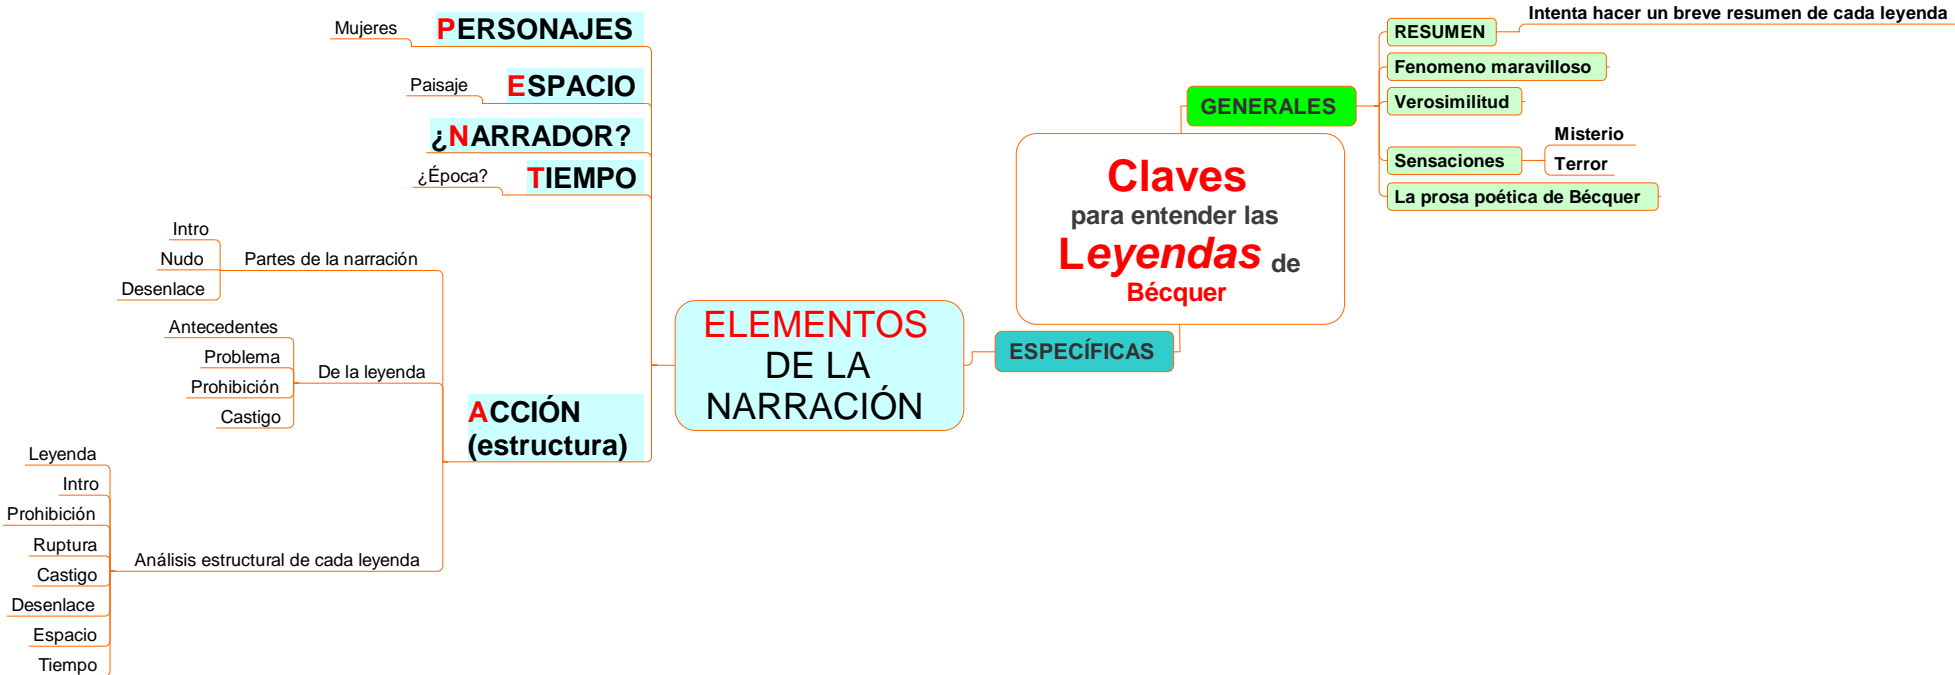 Claves
para entender las
Leyendas de
Bécquer
GENERALES
RESUMEN
Intenta hacer un breve resumen de cada leyenda
Fenomeno maravilloso
Verosimilitud
Sensaciones
Misterio
Terror
La prosa poética de Bécquer
ESPECÍFICAS
ELEMENTOS
DE LA
NARRACIÓN
PERSONAJES
Mujeres
ESPACIO
Paisaje
¿NARRADOR?
TIEMPO
¿Época?
ACCIÓN
(estructura)
Partes de la narración
Intro
Nudo
Desenlace
De la leyenda
Antecedentes
Problema
Prohibición
Castigo
Análisis estructural de cada leyenda
Leyenda
Intro
Prohibición
Ruptura
Castigo
Desenlace
Espacio
Tiempo